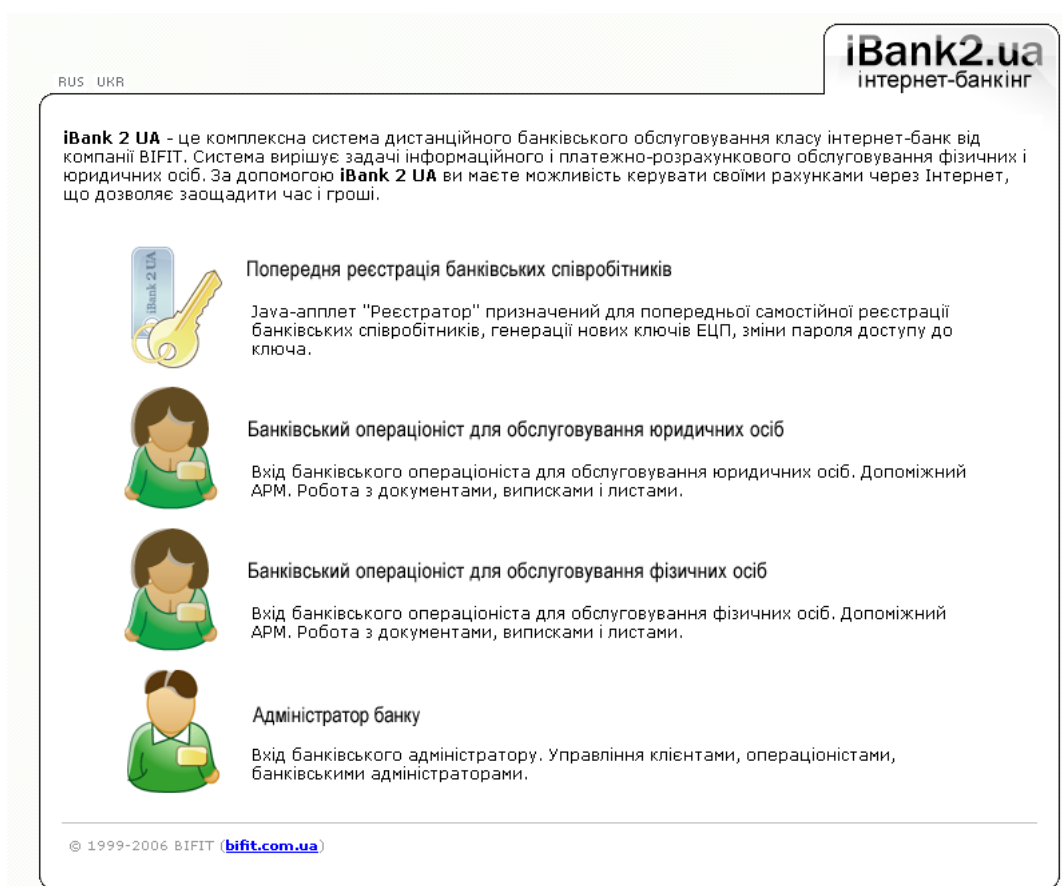 iBank2.ua
інтернет-банкінг
RUS UKR
iBank 2 UA - це комплексна система дистанційного банківського обслуговування класу інтернет-банк від
компанії BIFIT. Система вирішує задачі інформаційного і платежно-розрахункового обслуговування фізичних і
юридичних осіб. За допомогою iBank 2 UA ви маєте можливість керувати своїми рахунками через Інтернет,
що дозволяє заощадити час і гроші.
iBank 2 UA
Попередня реєстрація банківських співробітників
Java-апплет "Реєстратор" призначений для попередньої самостійної реєстрації
банківських співробітників, генерації нових ключів ЕЦП, зміни пароля доступу до
ключа.
Банківський операціоніст для обслуговування юридичних осіб
Вхід банківського операціоніста для обслуговування юридичних осіб. Допоміжний
АРМ. Робота з документами, виписками і листами.
Банківський операціоніст для обслуговування фізичних осіб
Вхід банківського операціоніста для обслуговування фізичних осіб. Допоміжний
АРМ. Робота з документами, виписками і листами.
Адміністратор банку
Вхід банківського адміністратору. Управління клієнтами, операціоністами,
банківськими адміністраторами.
© 1999-2006 BIFIT (bifit.com.ua)